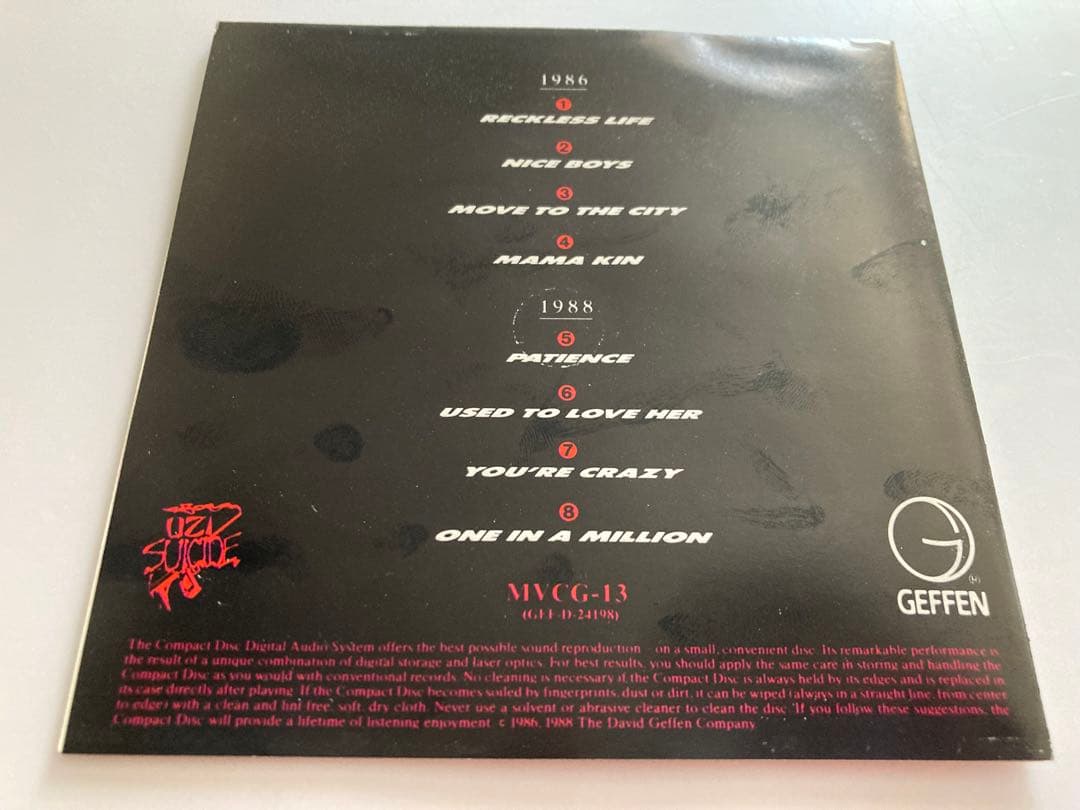 1986
1
RECKLESS LIFE
2
NICE BOYS
3
MOVE TO THE CITY
4
MAMA KIN
1988
5
PATIENCE
6
USED TO LOVE HER
7
YOU'RE CRAZY
8
ONE IN A MILLION
UZI
SUICIDE
G
®
GEFFEN
MVCG-13
(GEF-D-24198)
The Compact Disc Digital Audio System offers the best possible sound reproduction – on a small, convenient disc. Its remarkable performance is
the result of a unique combination of digital storage and laser optics. For best results, you should apply the same care in storing and handling the
Compact Disc as you would with conventional records. No cleaning is necessary if the Compact Disc is always held by its edges and is replaced in
its case directly after playing. If the Compact Disc becomes soiled by fingerprints, dust or dirt, it can be wiped (always in a straight line, from center
to edge) with a clean and lint free, soft, dry cloth. Never use a solvent or abrasive cleaner to clean the disc. If you follow these suggestions, the
Compact Disc will provide a lifetime of listening enjoyment. c 1986, 1988 The David Geffen Company